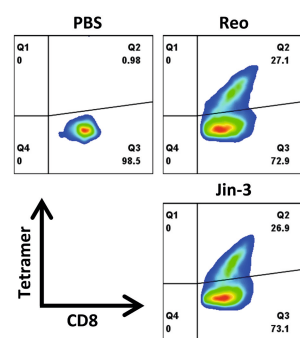 PBS
Reo
Q1
0
Q2
0.98
Q4
0
Q3
98.5
Q1
0
Q2
27.1
Q4
0
Q3
72.9
Jin-3
Tetramer
CD8
Q1
0
Q2
26.9
Q4
0
Q3
73.1